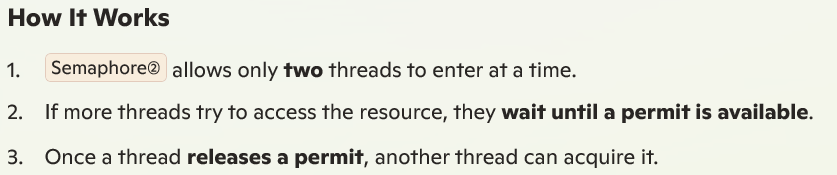 How It Works
1. Semaphore② allows only two threads to enter at a time.
2. If more threads try to access the resource, they wait until a permit is available.
3. Once a thread releases a permit, another thread can acquire it.